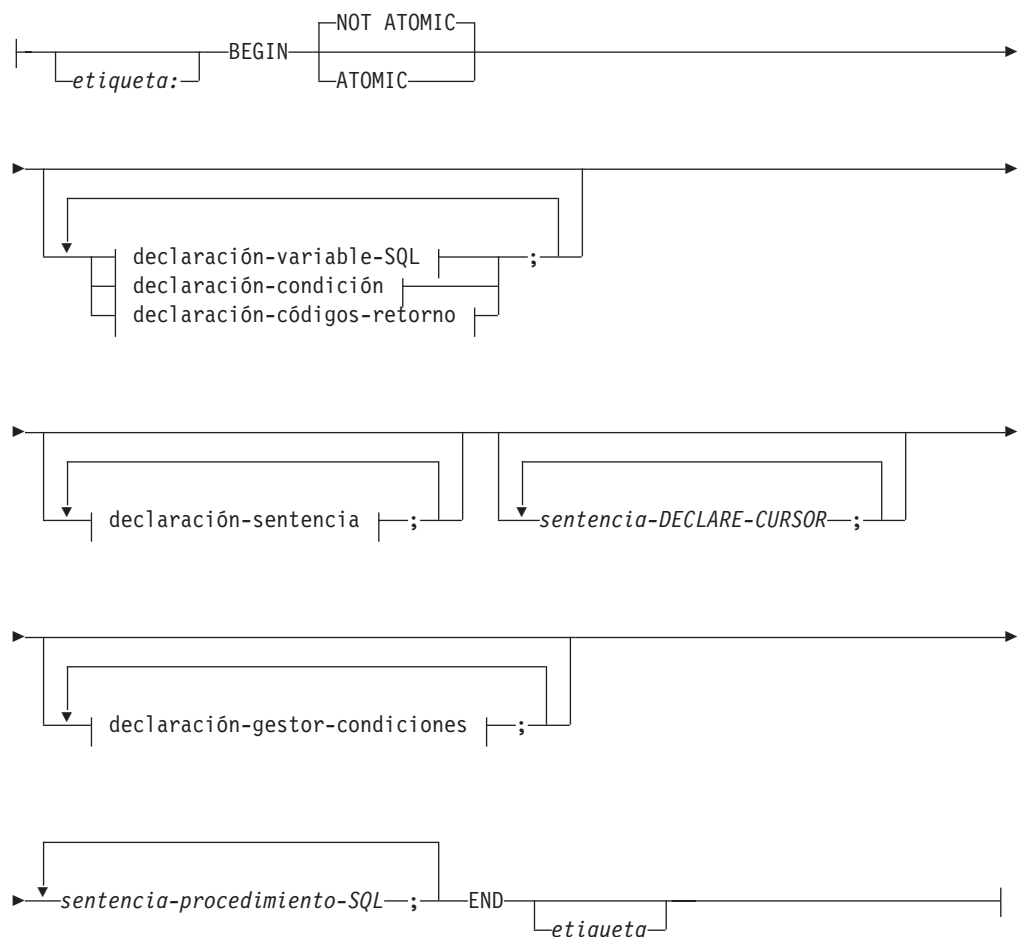 NOT ATOMIC
etiqueta: BEGIN
ATOMIC
declaración-variable-SQL ;
declaración-condición
declaración-códigos-retorno
declaración-sentencia ; sentencia-DECLARE-CURSOR ;
declaración-gestor-condiciones ;
sentencia-procedimiento-SQL ; END
etiqueta